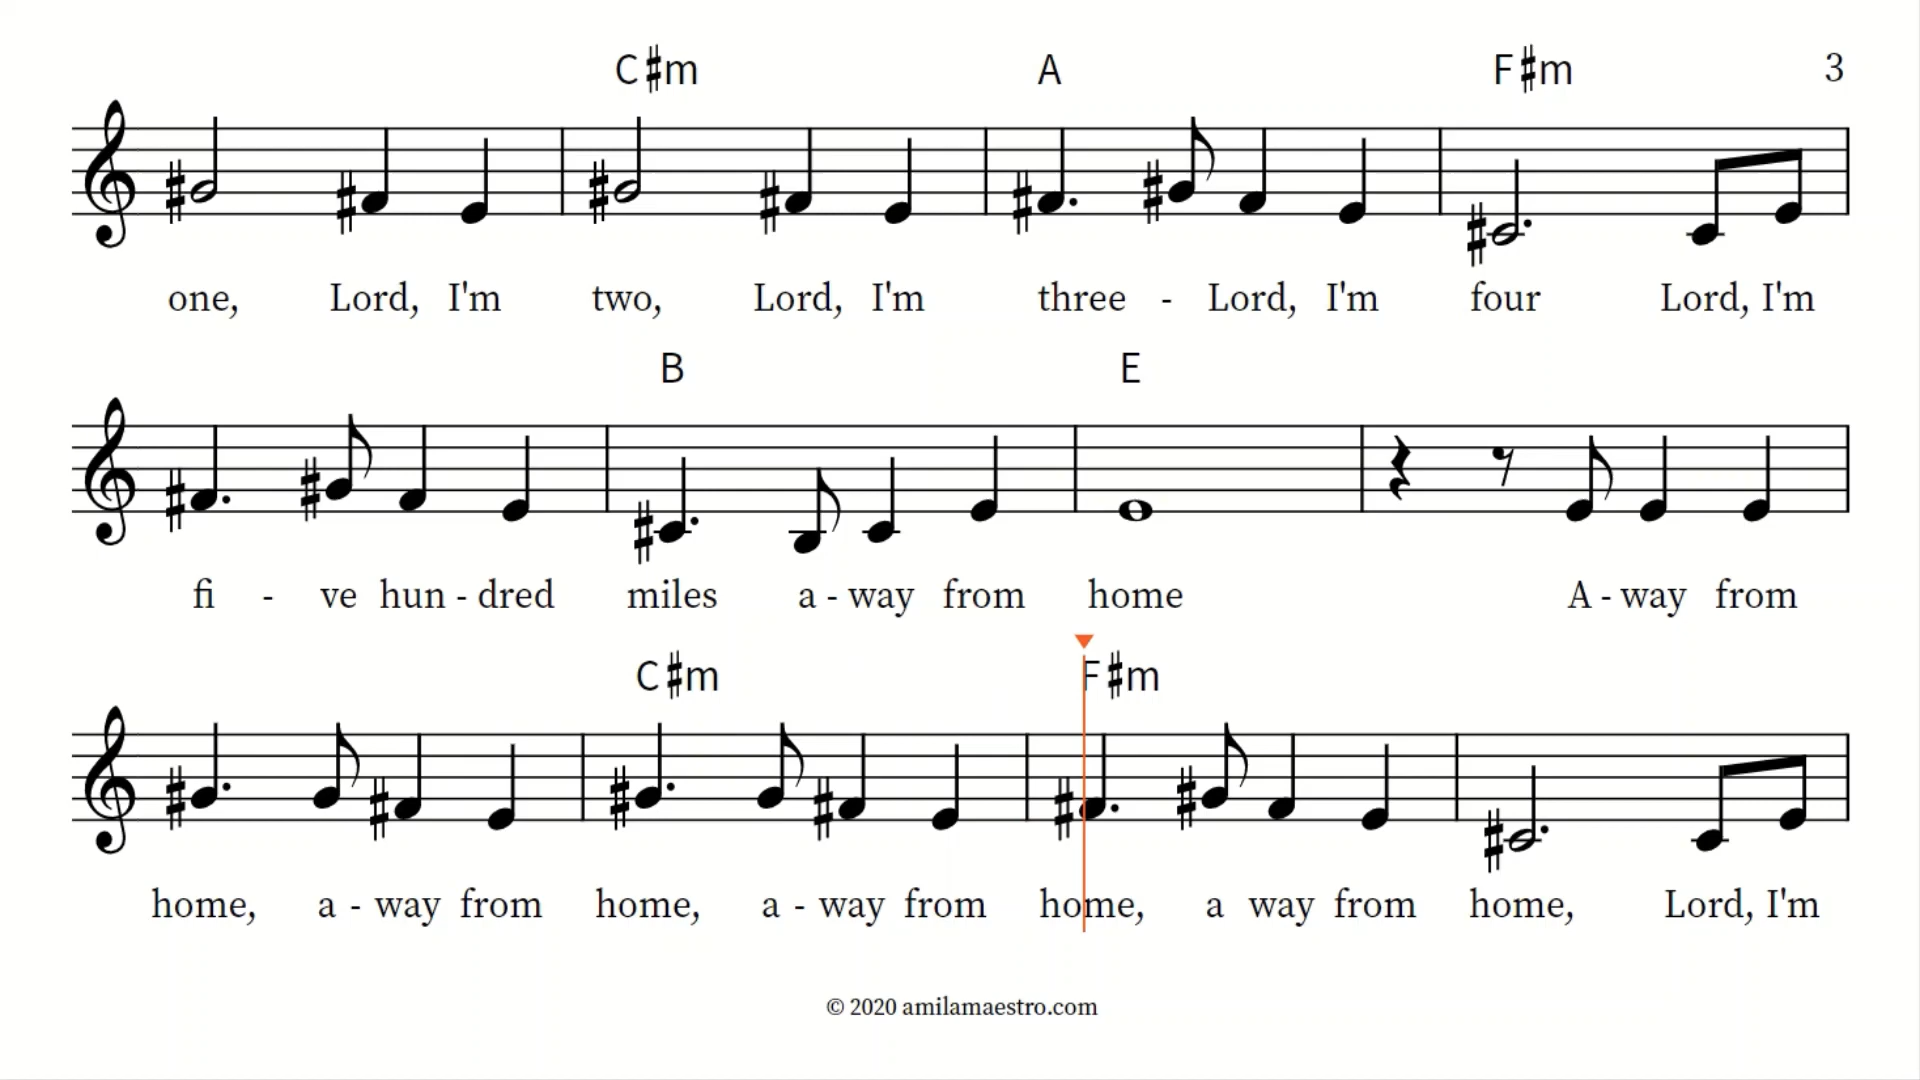 C♯m A F♯m 3
one, Lord, I'm two, Lord, I'm three - Lord, I'm four Lord, I'm
B E
fi - ve hun - dred miles a - way from home A - way from
C♯m F♯m
home, a - way from home, a - way from home, a way from home, Lord, I'm
© 2020 amilamaestro.com